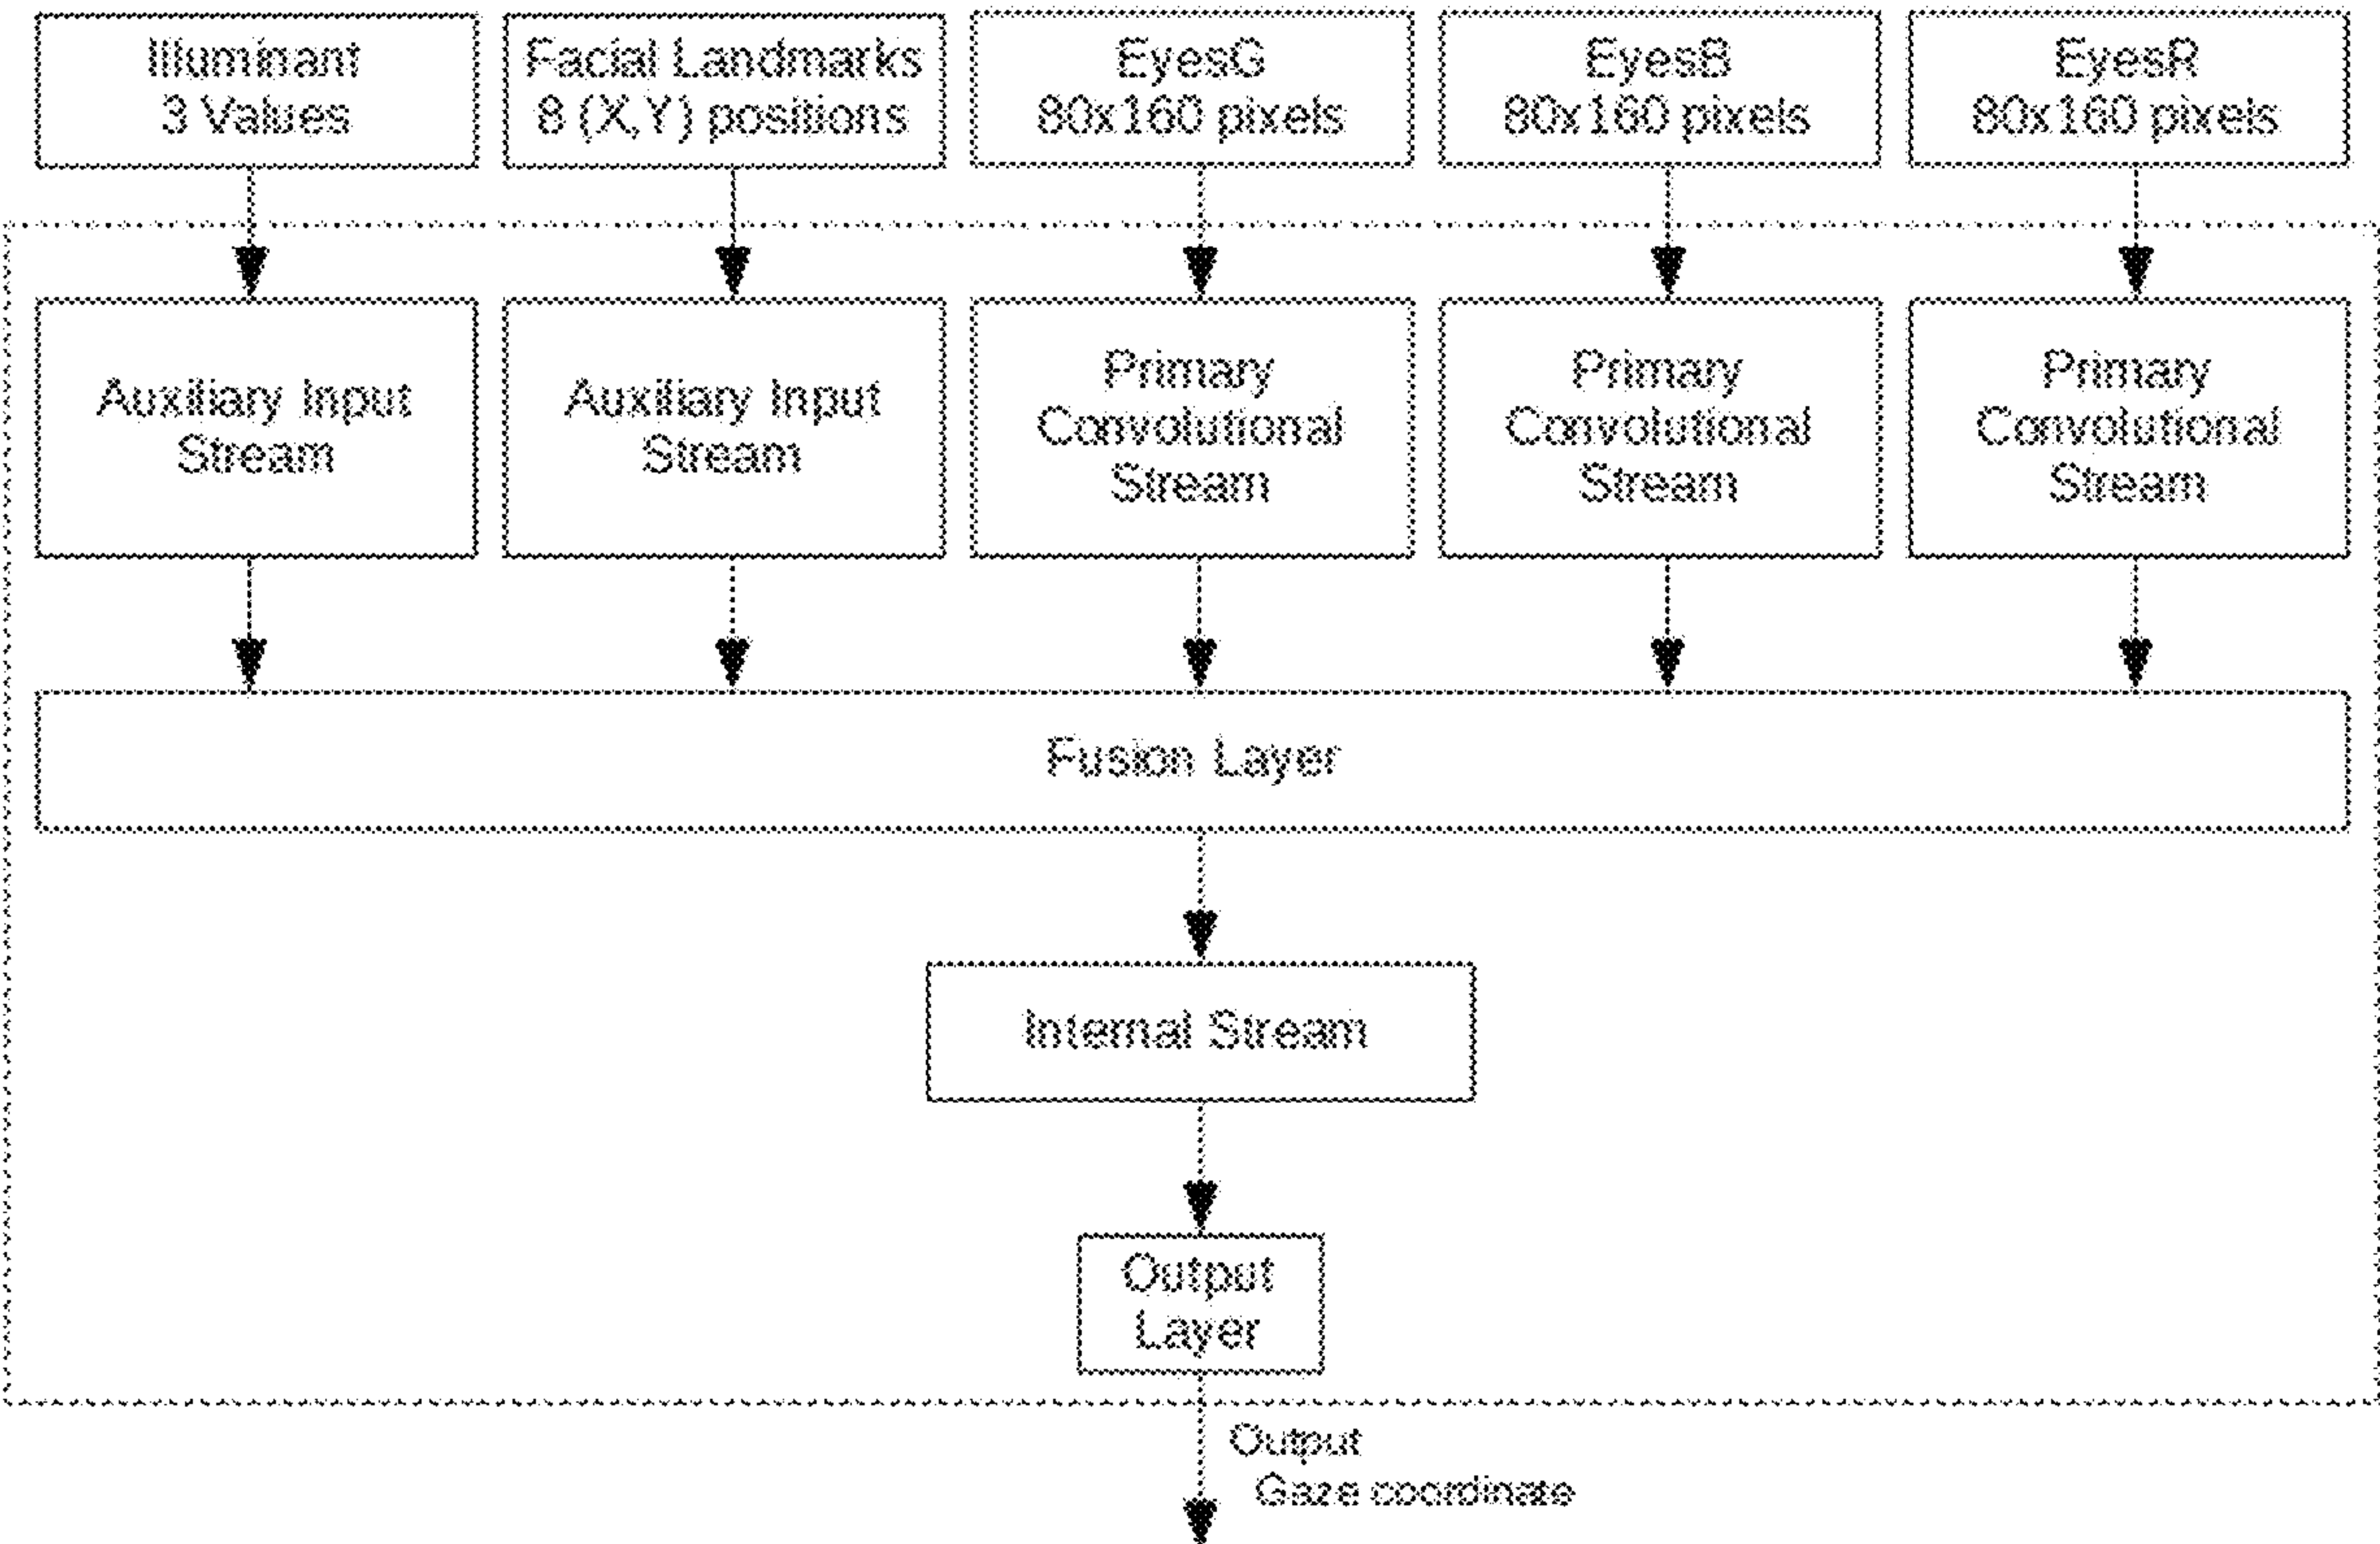 Illuminant
3 Values
Facial Landmarks
8 (X,Y) positions
EyesG
80x160 pixels
EyesB
80x160 pixels
EyesR
80x160 pixels
Auxiliary Input
Stream
Auxiliary Input
Stream
Primary
Convolutional
Stream
Primary
Convolutional
Stream
Primary
Convolutional
Stream
Fusion Layer
Internal Stream
Output
Layer
Output
Gaze coordinate